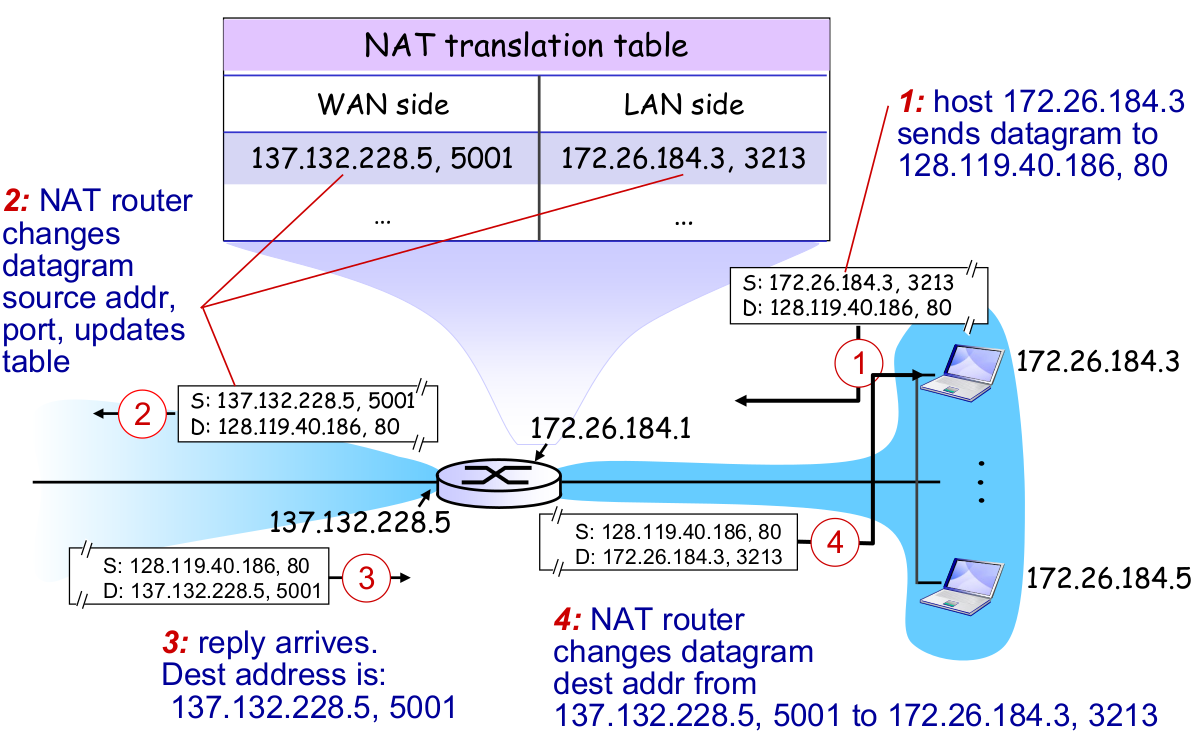 NAT translation table
WAN side
LAN side
137.132.228.5, 5001
172.26.184.3, 3213
...
...
1: host 172.26.184.3
sends datagram to
128.119.40.186, 80
2: NAT router
changes
datagram
source addr,
port, updates
table
S: 172.26.184.3, 3213
D: 128.119.40.186, 80
1
172.26.184.3
S: 137.132.228.5, 5001
D: 128.119.40.186, 80
2
172.26.184.1
137.132.228.5
S: 128.119.40.186, 80
D: 137.132.228.5, 5001
3
S: 128.119.40.186, 80
D: 172.26.184.3, 3213
4
172.26.184.5
3: reply arrives.
Dest address is:
137.132.228.5, 5001
4: NAT router
changes datagram
dest addr from
137.132.228.5, 5001 to 172.26.184.3, 3213